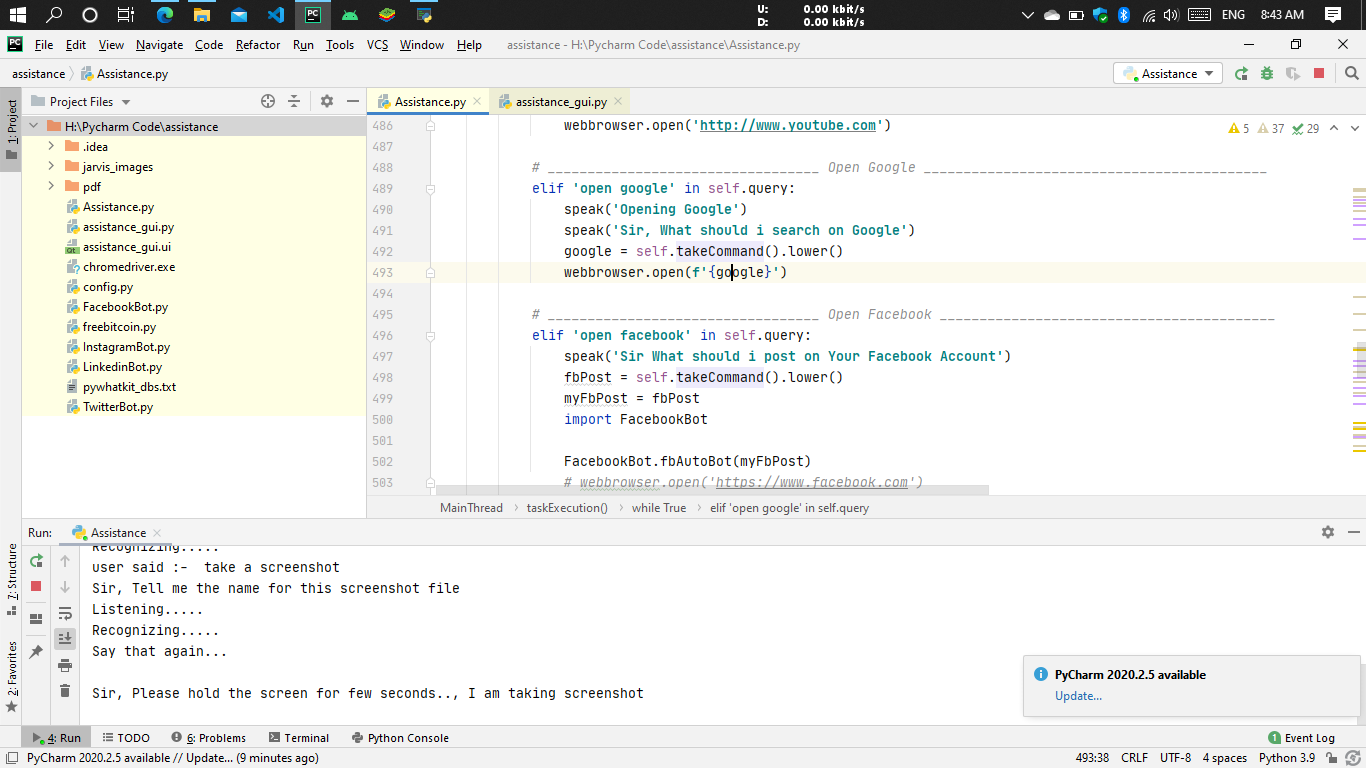 U: 0.00 kbit/s
D: 0.00 kbit/s
ENG 8:43 AM
PC File Edit View Navigate Code Refactor Run Tools VCS Window Help assistance - H:\Pycharm Code\assistance\Assistance.py
assistance Assistance.py Assistance
1: Project
Project Files
Assistance.py assistance_gui.py
H:\Pycharm Code\assistance
.idea
jarvis_images
pdf
Assistance.py
assistance_gui.py
assistance_gui.ui
chromedriver.exe
config.py
FacebookBot.py
freebitcoin.py
InstagramBot.py
LinkedinBot.py
pywhatkit_dbs.txt
TwitterBot.py
5 37 29
486 webbrowser.open('http://www.youtube.com')
487
488 # __________________________________ Open Google ___________________________________________
489 elif 'open google' in self.query:
490 speak('Opening Google')
491 speak('Sir, What should i search on Google')
492 google = self.takeCommand().lower()
493 webbrowser.open(f'{google}')
494
495 # __________________________________ Open Facebook __________________________________________
496 elif 'open facebook' in self.query:
497 speak('Sir What should i post on Your Facebook Account')
498 fbPost = self.takeCommand().lower()
499 myFbPost = fbPost
500 import FacebookBot
501
502 FacebookBot.fbAutoBot(myFbPost)
503 # webbrowser.open('https://www.facebook.com')
MainThread taskExecution() while True elif 'open google' in self.query
Run: Assistance
7: Structure
2: Favorites
Recognizing.....
user said :-  take a screenshot
Sir, Tell me the name for this screenshot file
Listening.....
Recognizing.....
Say that again...
Sir, Please hold the screen for few seconds.., I am taking screenshot
PyCharm 2020.2.5 available
Update...
4: Run TODO 6: Problems Terminal Python Console 1 Event Log
PyCharm 2020.2.5 available // Update... (9 minutes ago) 493:38 CRLF UTF-8 4 spaces Python 3.9